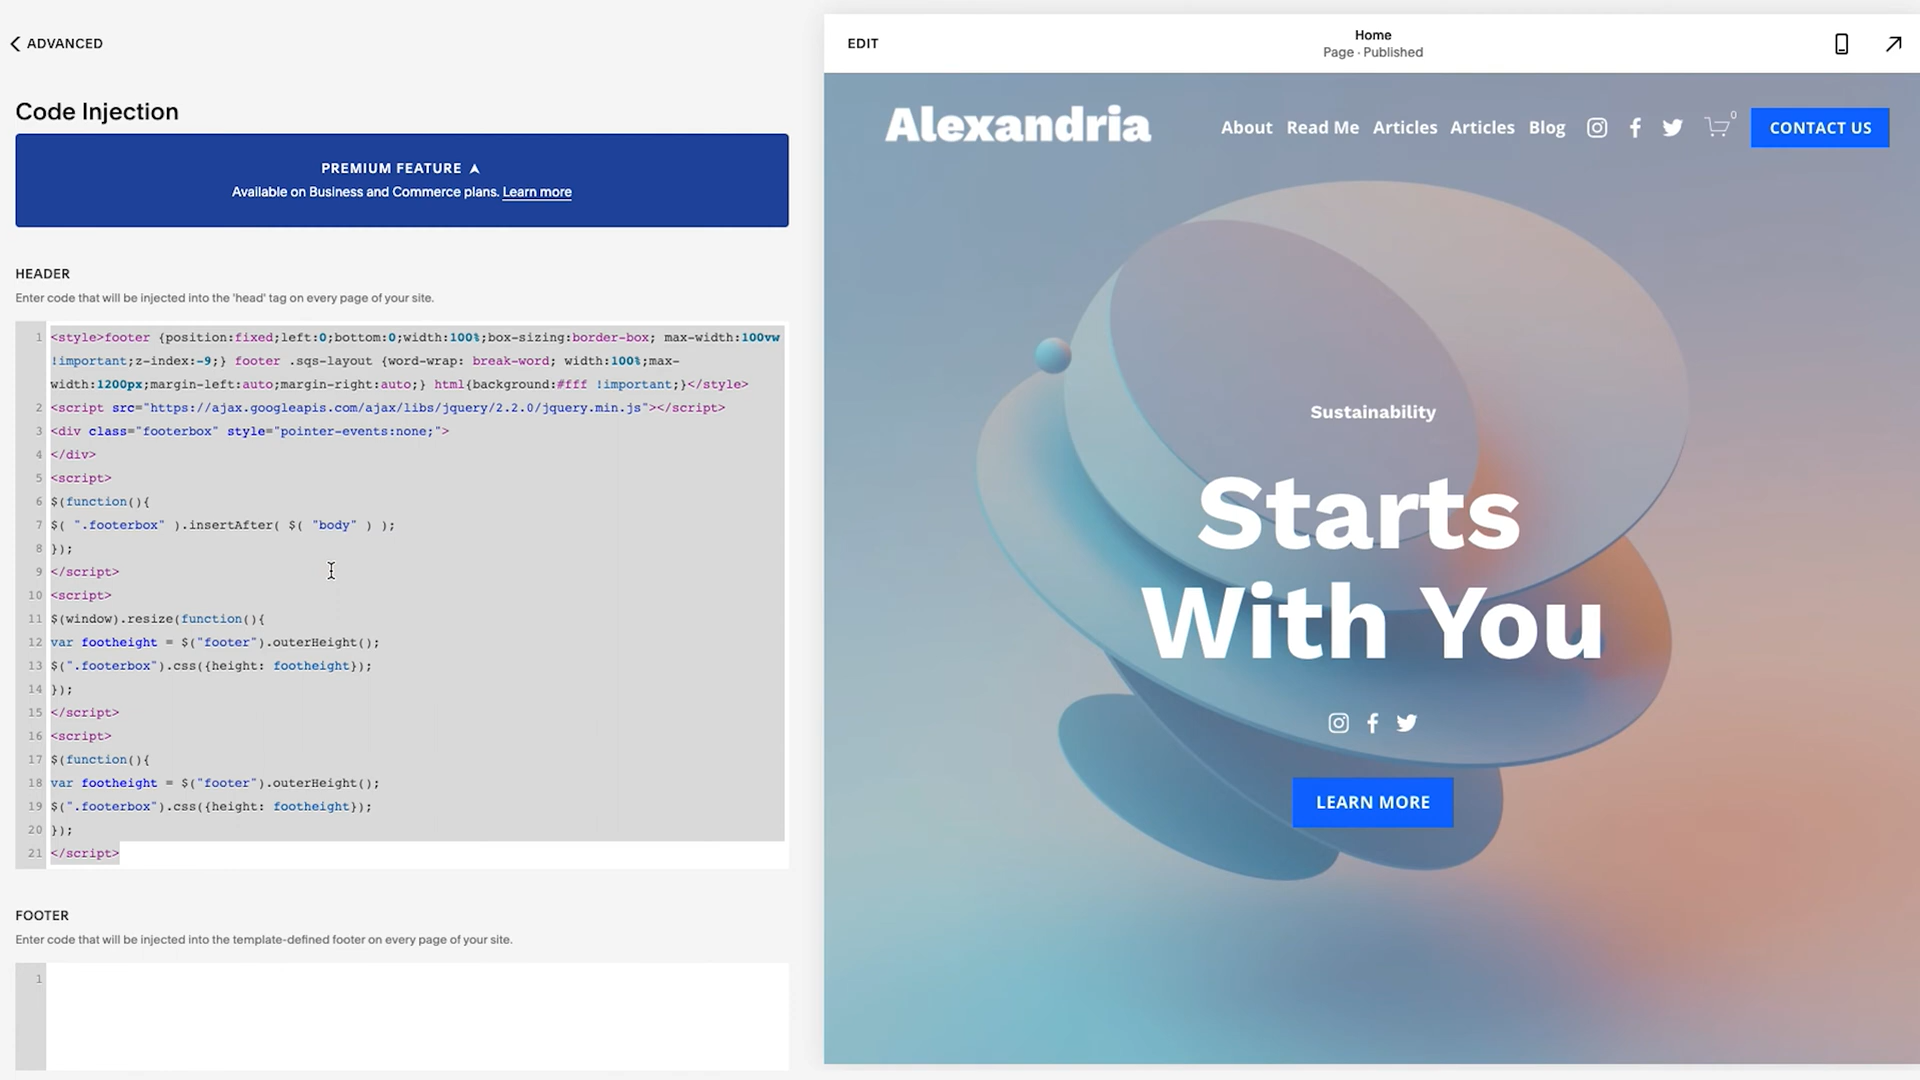 ADVANCED
Code Injection
PREMIUM FEATURE
Available on Business and Commerce plans. Learn more
HEADER
Enter code that will be injected into the 'head' tag on every page of your site.
1 <style>footer {position:fixed;left:0;bottom:0;width:100%;box-sizing:border-box; max-width:100vw
!important;z-index:-9;} footer .sqs-layout {word-wrap: break-word; width:100%;max-
width:1200px;margin-left:auto;margin-right:auto;} html{background:#fff !important;}</style>
2 <script src="https://ajax.googleapis.com/ajax/libs/jquery/2.2.0/jquery.min.js"></script>
3 <div class="footerbox" style="pointer-events:none;">
4 </div>
5 <script>
6 $(function(){
7 $( ".footerbox" ).insertAfter( $( "body" ) );
8 });
9 </script>
10 <script>
11 $(window).resize(function(){
12 var footheight = $("footer").outerHeight();
13 $(".footerbox").css({height: footheight});
14 });
15 </script>
16 <script>
17 $(function(){
18 var footheight = $("footer").outerHeight();
19 $(".footerbox").css({height: footheight});
20 });
21 </script>
FOOTER
Enter code that will be injected into the template-defined footer on every page of your site.
1
EDIT
Home
Page · Published
Alexandria
About Read Me Articles Articles Blog
0
CONTACT US
Sustainability
Starts
With You
LEARN MORE